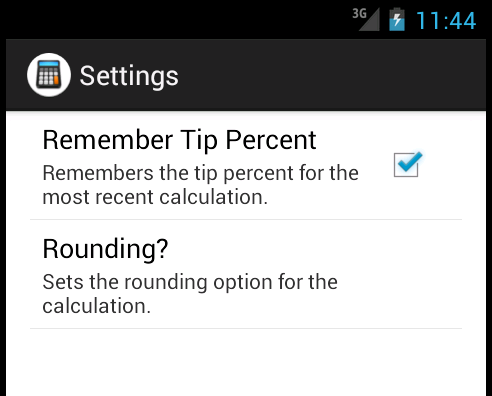 3G 11:44
Settings
Remember Tip Percent
Remembers the tip percent for the
most recent calculation.
Rounding?
Sets the rounding option for the
calculation.